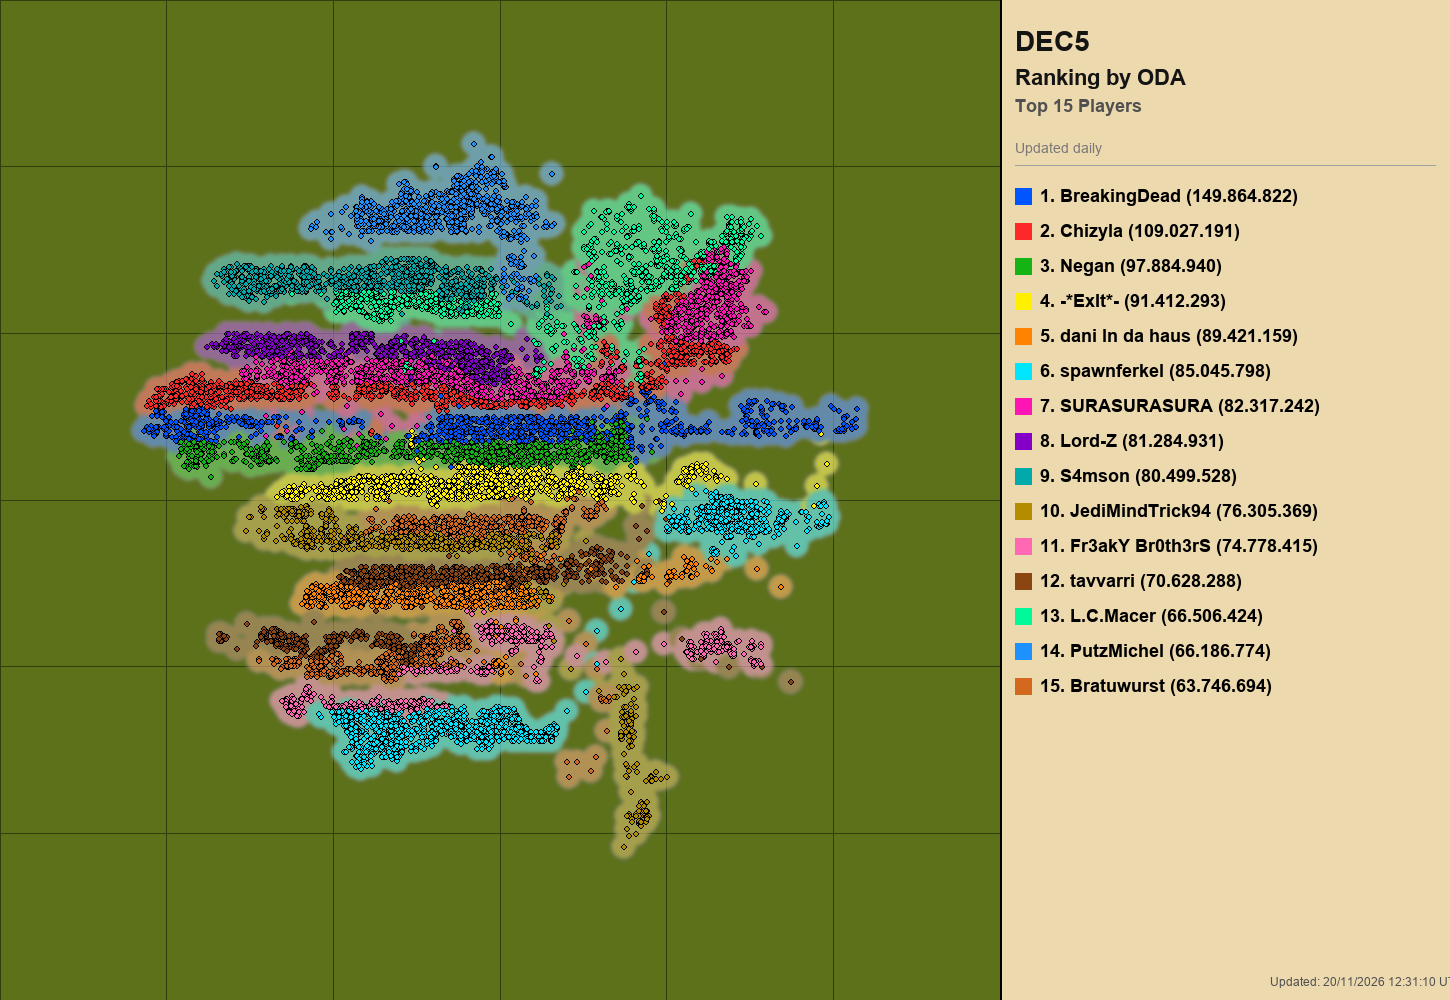 DEC5
Ranking by ODA
Top 15 Players
Updated daily
1. BreakingDead (149.864.822)
2. Chizyla (109.027.191)
3. Negan (97.884.940)
4. -*ExIt*- (91.412.293)
5. dani in da haus (89.421.159)
6. spawnferkel (85.045.798)
7. SURASURASURA (82.317.242)
8. Lord-Z (81.284.931)
9. S4mson (80.499.528)
10. JediMindTrick94 (76.305.369)
11. Fr3akY Br0th3rS (74.778.415)
12. tavvarri (70.628.288)
13. L.C.Macer (66.506.424)
14. PutzMichel (66.186.774)
15. Bratuwurst (63.746.694)
Updated: 20/11/2026 12:31:10 U